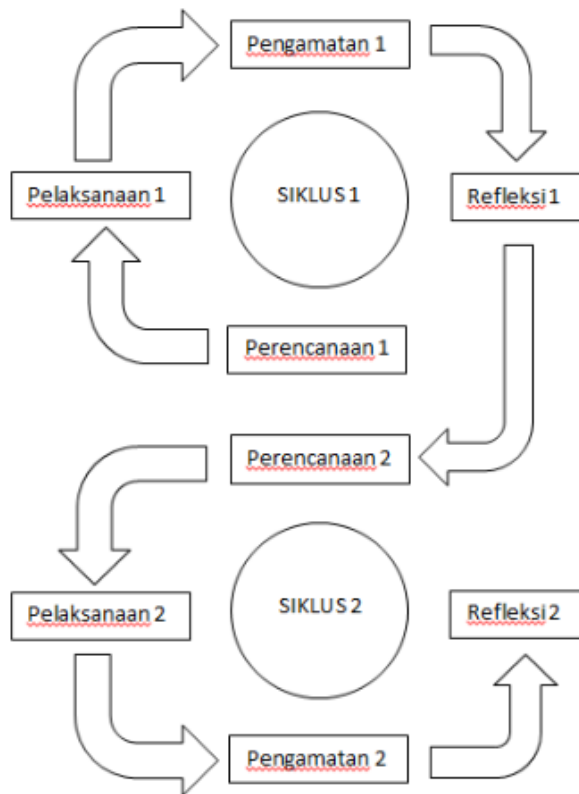 Pengamatan 1
Pelaksanaan 1
SIKLUS 1
Refleksi 1
Perencanaan 1
Perencanaan 2
Pelaksanaan 2
SIKLUS 2
Refleksi 2
Pengamatan 2